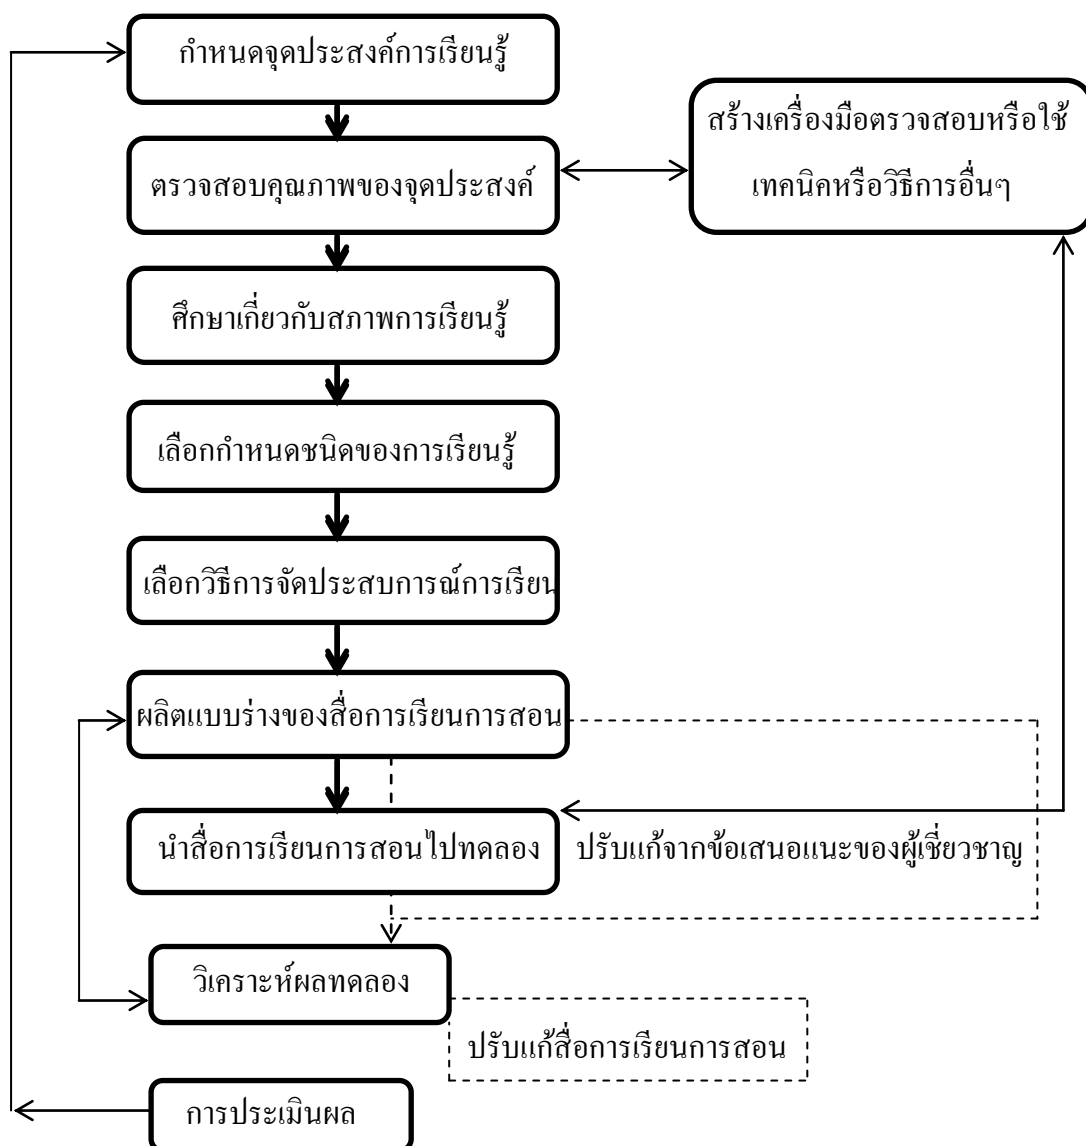 กำหนดจุดประสงค์การเรียนรู้
สร้างเครื่องมือตรวจสอบหรือใช้
เทคนิคหรือวิธีการอื่นๆ
ตรวจสอบคุณภาพของจุดประสงค์
ศึกษาเกี่ยวกับสภาพการเรียนรู้
เลือกกำหนดชนิดของการเรียนรู้
เลือกวิธีการจัดประสบการณ์การเรียน
ผลิตแบบร่างของสื่อการเรียนการสอน
นำสื่อการเรียนการสอนไปทดลอง
ปรับแก้จากข้อเสนอแนะของผู้เชี่ยวชาญ
วิเคราะห์ผลทดลอง
ปรับแก้สื่อการเรียนการสอน
การประเมินผล